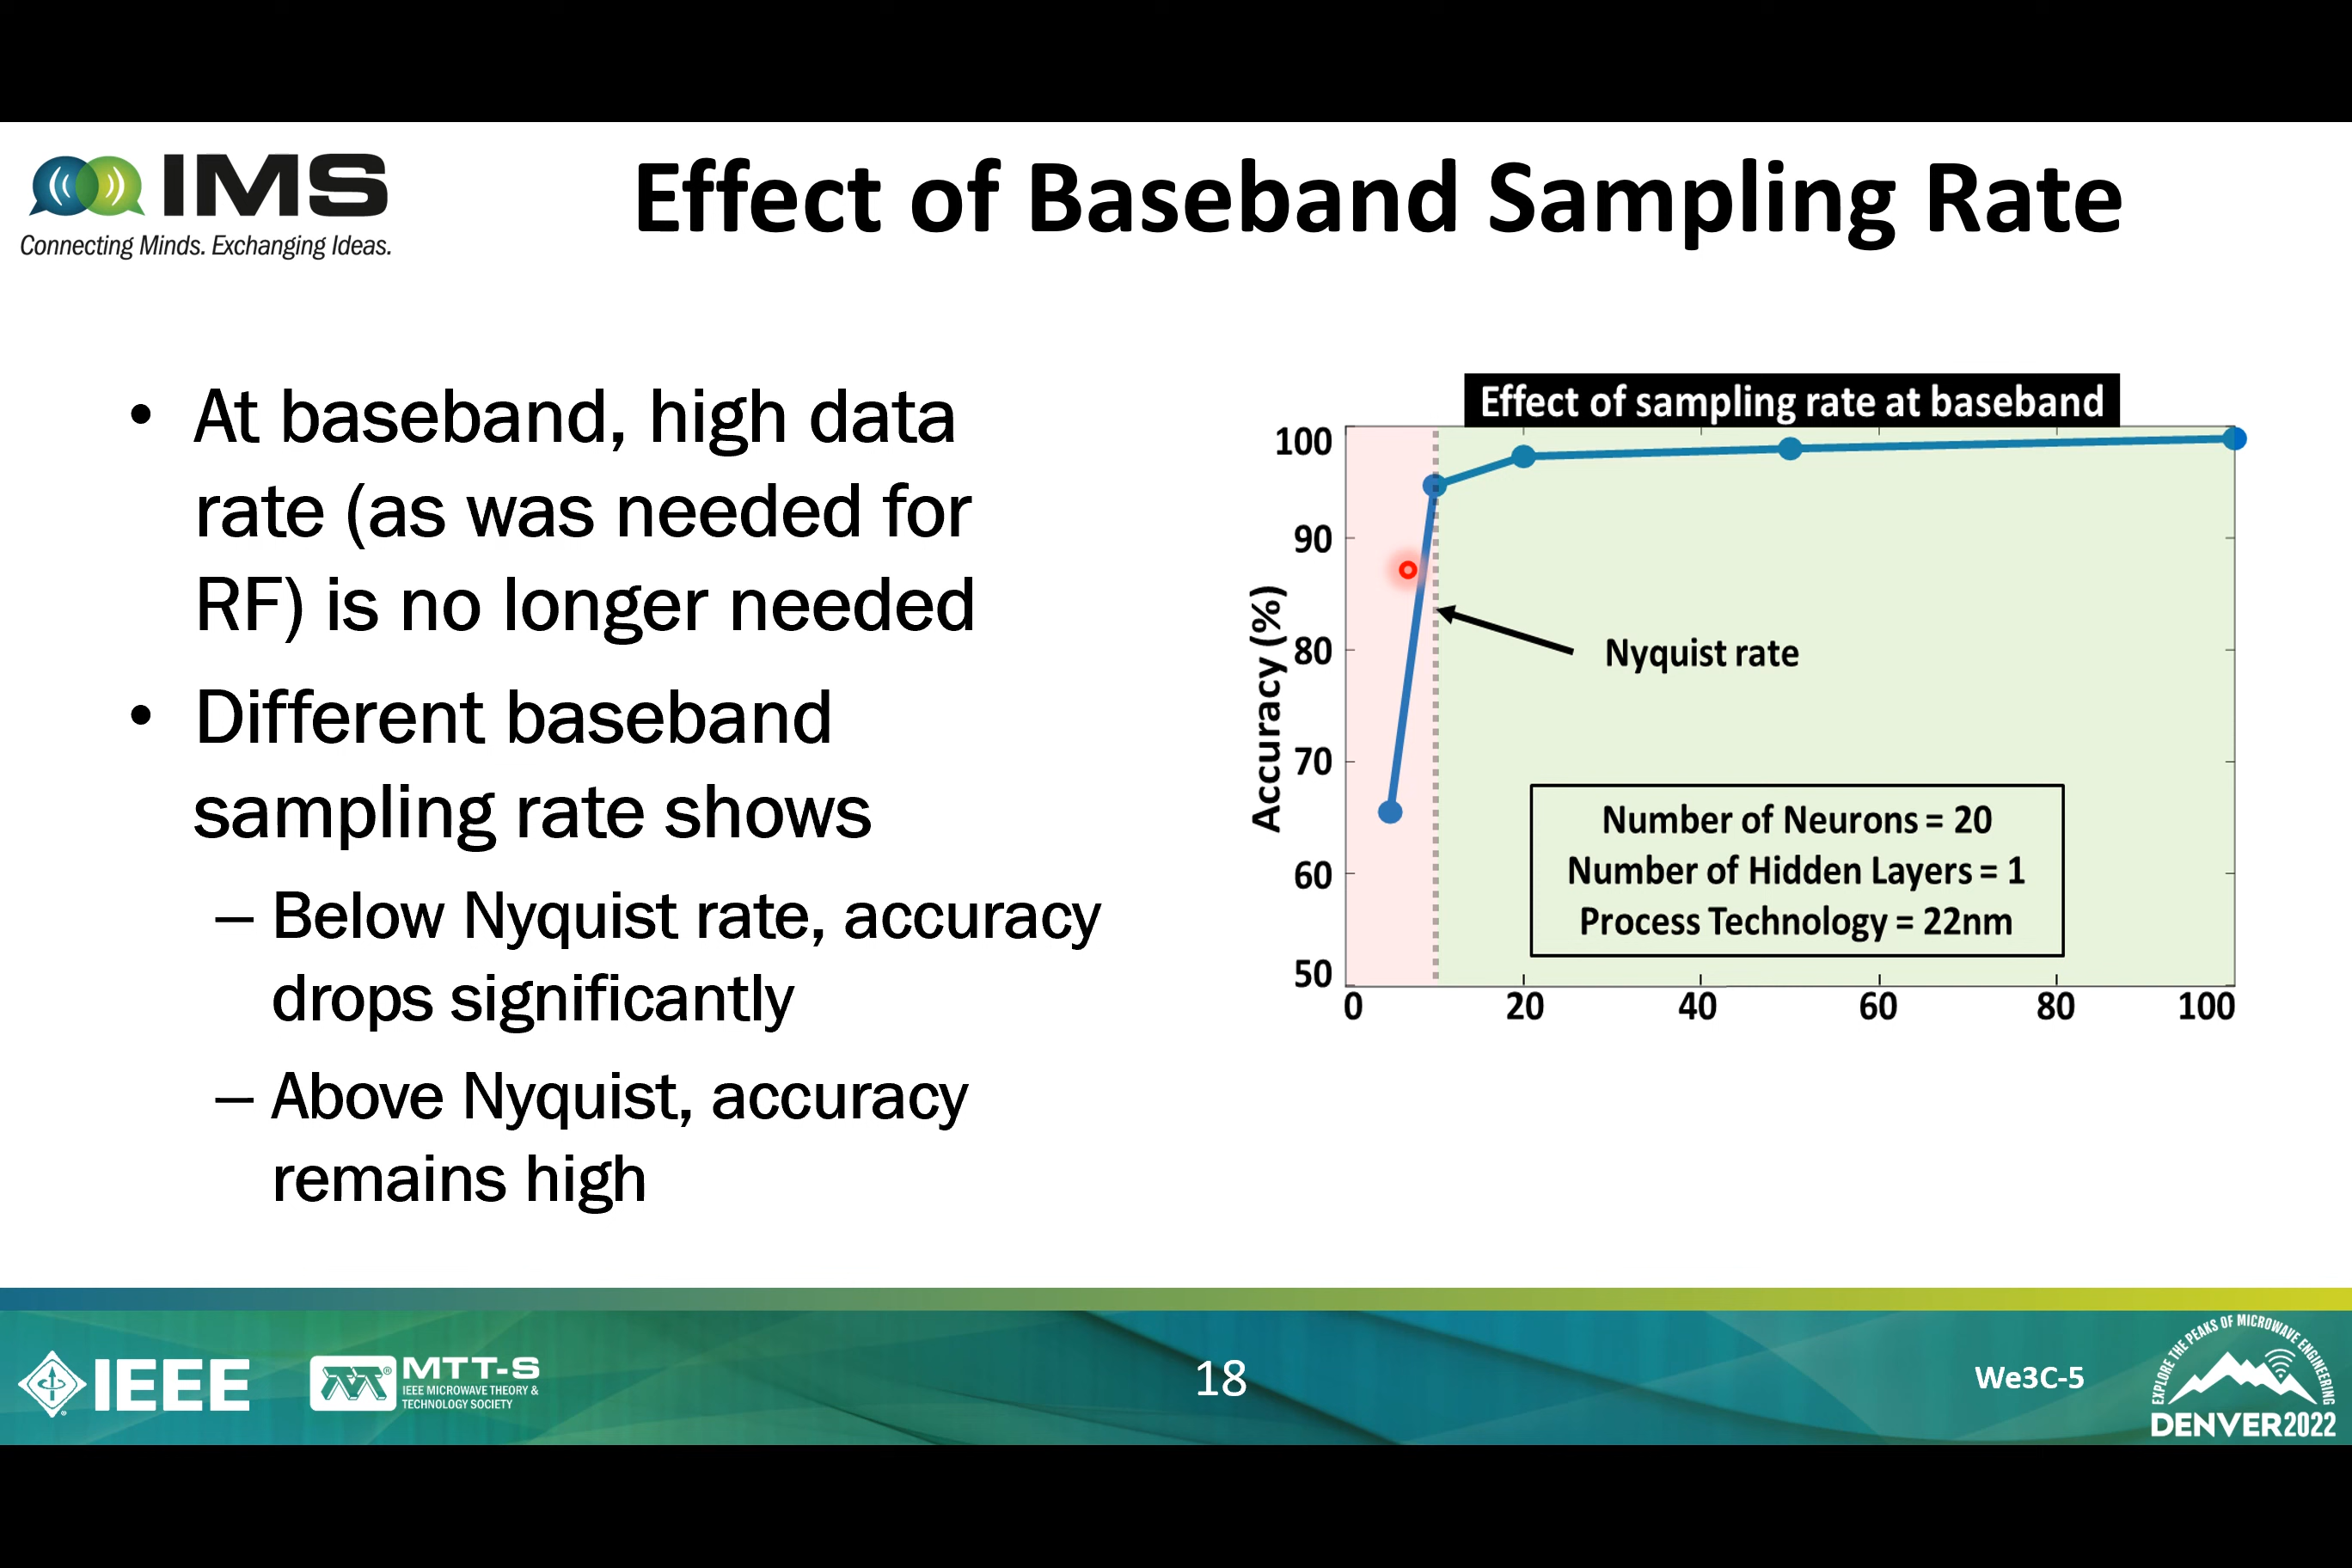 IMS
Connecting Minds. Exchanging Ideas.
Effect of Baseband Sampling Rate
• At baseband, high data
rate (as was needed for
RF) is no longer needed
• Different baseband
sampling rate shows
– Below Nyquist rate, accuracy
drops significantly
– Above Nyquist, accuracy
remains high
Effect of sampling rate at baseband
100
90
80
70
60
50
Accuracy (%)
Nyquist rate
Number of Neurons = 20
Number of Hidden Layers = 1
Process Technology = 22nm
0 20 40 60 80 100
IEEE
MTT-S
IEEE MICROWAVE THEORY &
TECHNOLOGY SOCIETY
18
We3C-5
EXPLORE THE PEAKS OF MICROWAVE ENGINEERING
DENVER2022